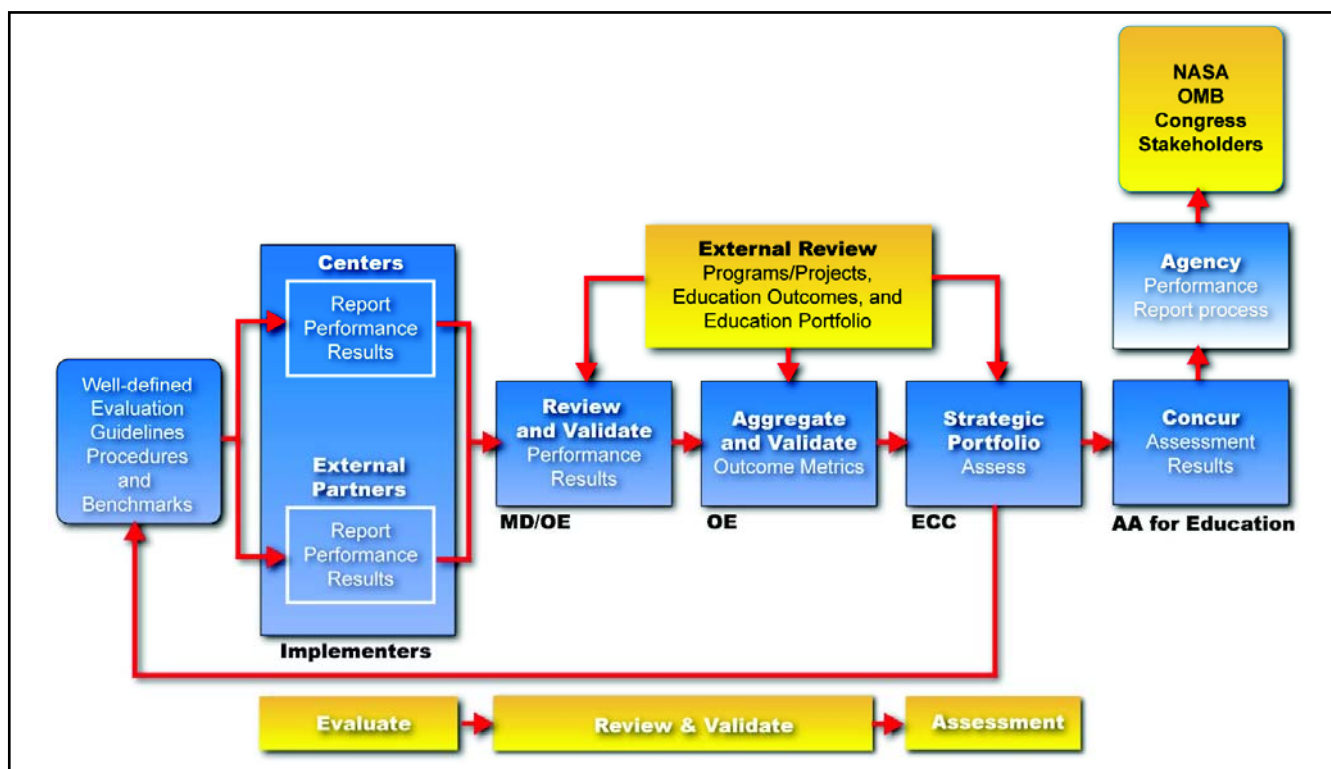 NASA
OMB
Congress
Stakeholders
Centers
Report
Performance
Results
External Review
Programs/Projects,
Education Outcomes, and
Education Portfolio
Agency
Performance
Report process
Well-defined
Evaluation
Guidelines
Procedures
and
Benchmarks
External
Partners
Report
Performance
Results
Implementers
Review
and Validate
Performance
Results
MD/OE
Aggregate
and Validate
Outcome Metrics
OE
Strategic
Portfolio
Assess
ECC
Concur
Assessment
Results
AA for Education
Evaluate
Review & Validate
Assessment